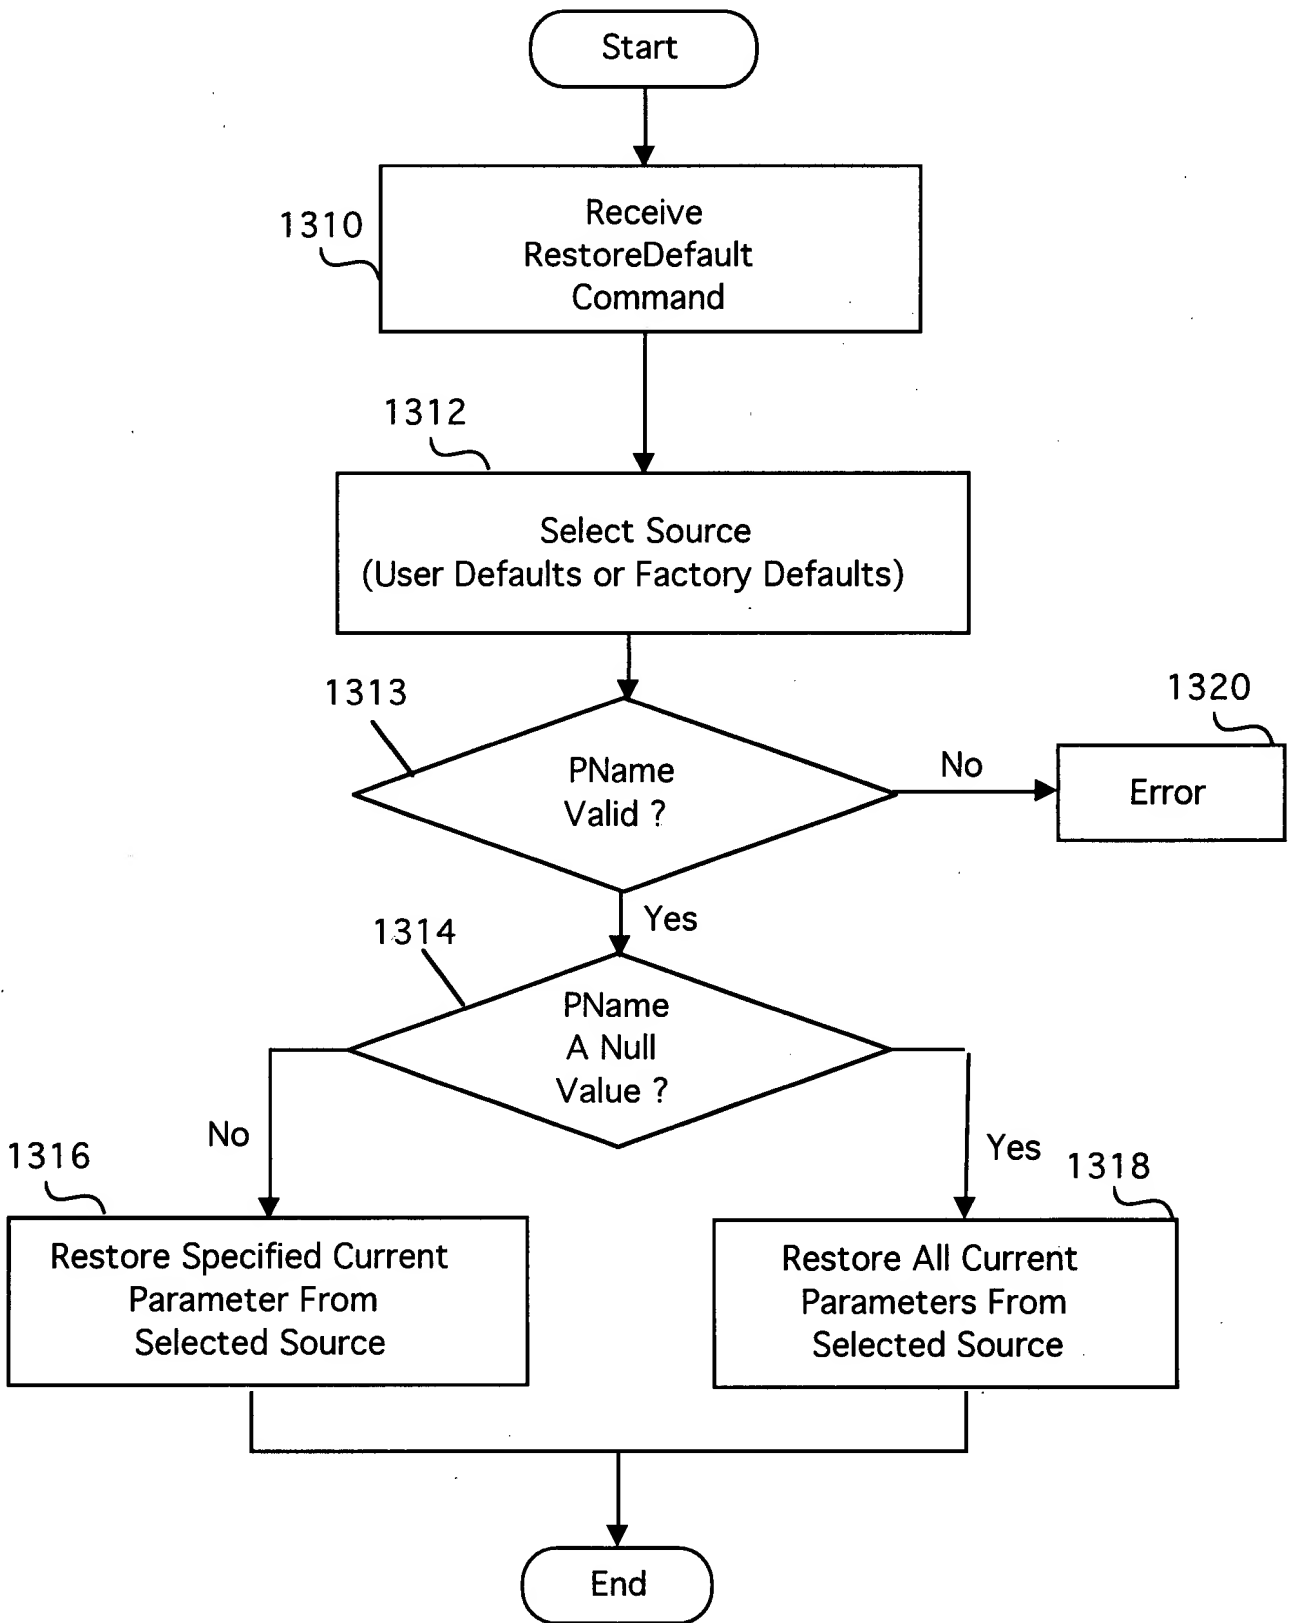 Start
1310
Receive
RestoreDefault
Command
1312
Select Source
(User Defaults or Factory Defaults)
1313
PName
Valid ?
No
1320
Error
Yes
1314
PName
A Null
Value ?
No
Yes
1316
Restore Specified Current
Parameter From
Selected Source
1318
Restore All Current
Parameters From
Selected Source
End